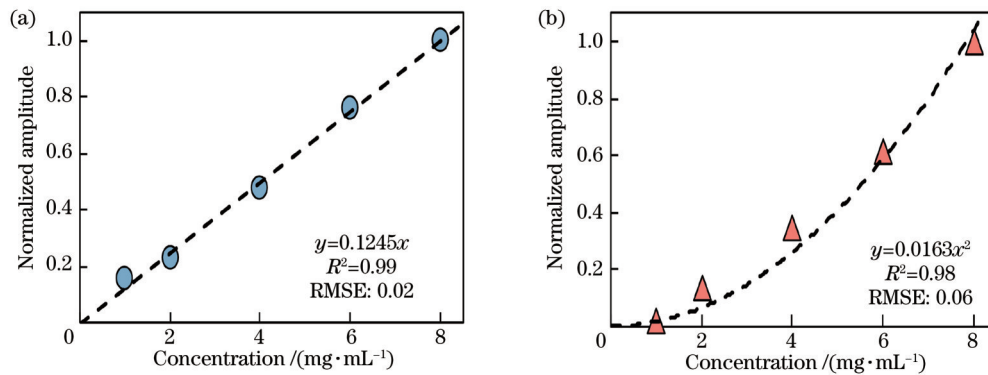 (a)
Normalized amplitude
1.0
0.8
0.6
0.4
0.2
0
2
4
6
8
y=0.1245x
R²=0.99
RMSE: 0.02
Concentration /(mg·mL⁻¹)
(b)
Normalized amplitude
1.0
0.8
0.6
0.4
0.2
0
2
4
6
8
y=0.0163x²
R²=0.98
RMSE: 0.06
Concentration /(mg·mL⁻¹)